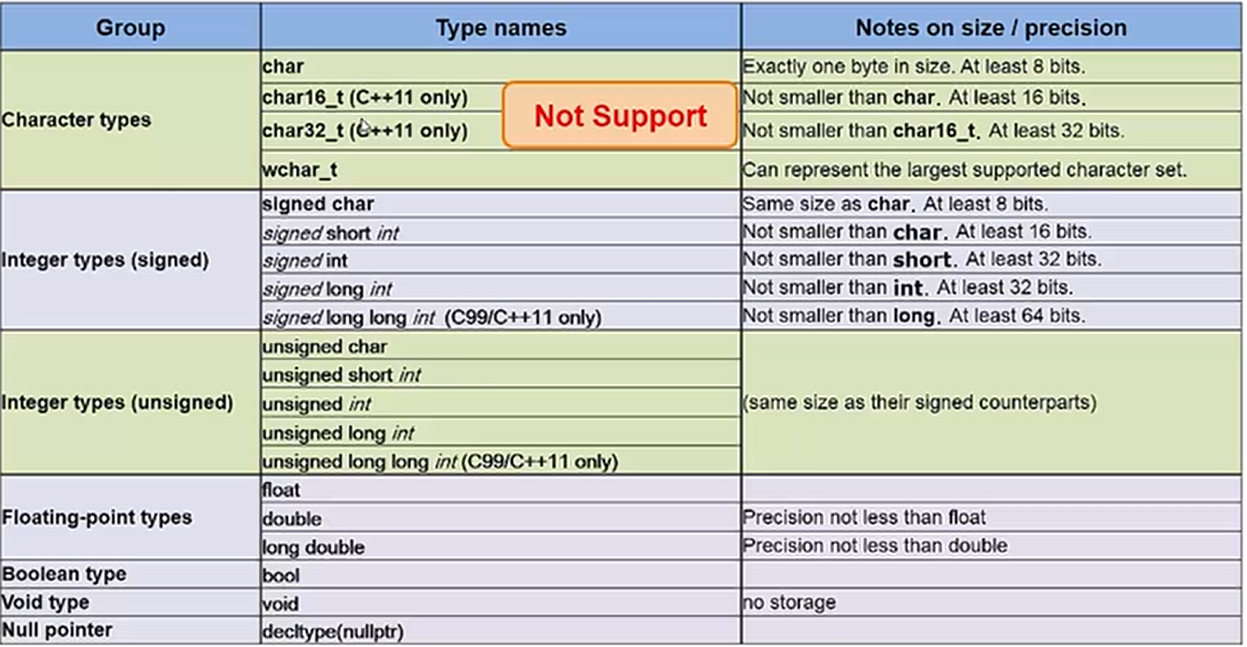 Group Type names Notes on size / precision
Character types
char Exactly one byte in size. At least 8 bits.
char16_t (C++11 only) Not smaller than char. At least 16 bits.
Not Support
char32_t (C++11 only) Not smaller than char16_t. At least 32 bits.
wchar_t Can represent the largest supported character set.
Integer types (signed)
signed char Same size as char. At least 8 bits.
signed short int Not smaller than char. At least 16 bits.
signed int Not smaller than short. At least 32 bits.
signed long int Not smaller than int. At least 32 bits.
signed long long int (C99/C++11 only) Not smaller than long. At least 64 bits.
Integer types (unsigned)
unsigned char
unsigned short int
unsigned int (same size as their signed counterparts)
unsigned long int
unsigned long long int (C99/C++11 only)
Floating-point types
float
double Precision not less than float
long double Precision not less than double
Boolean type bool
Void type void no storage
Null pointer decltype(nullptr)